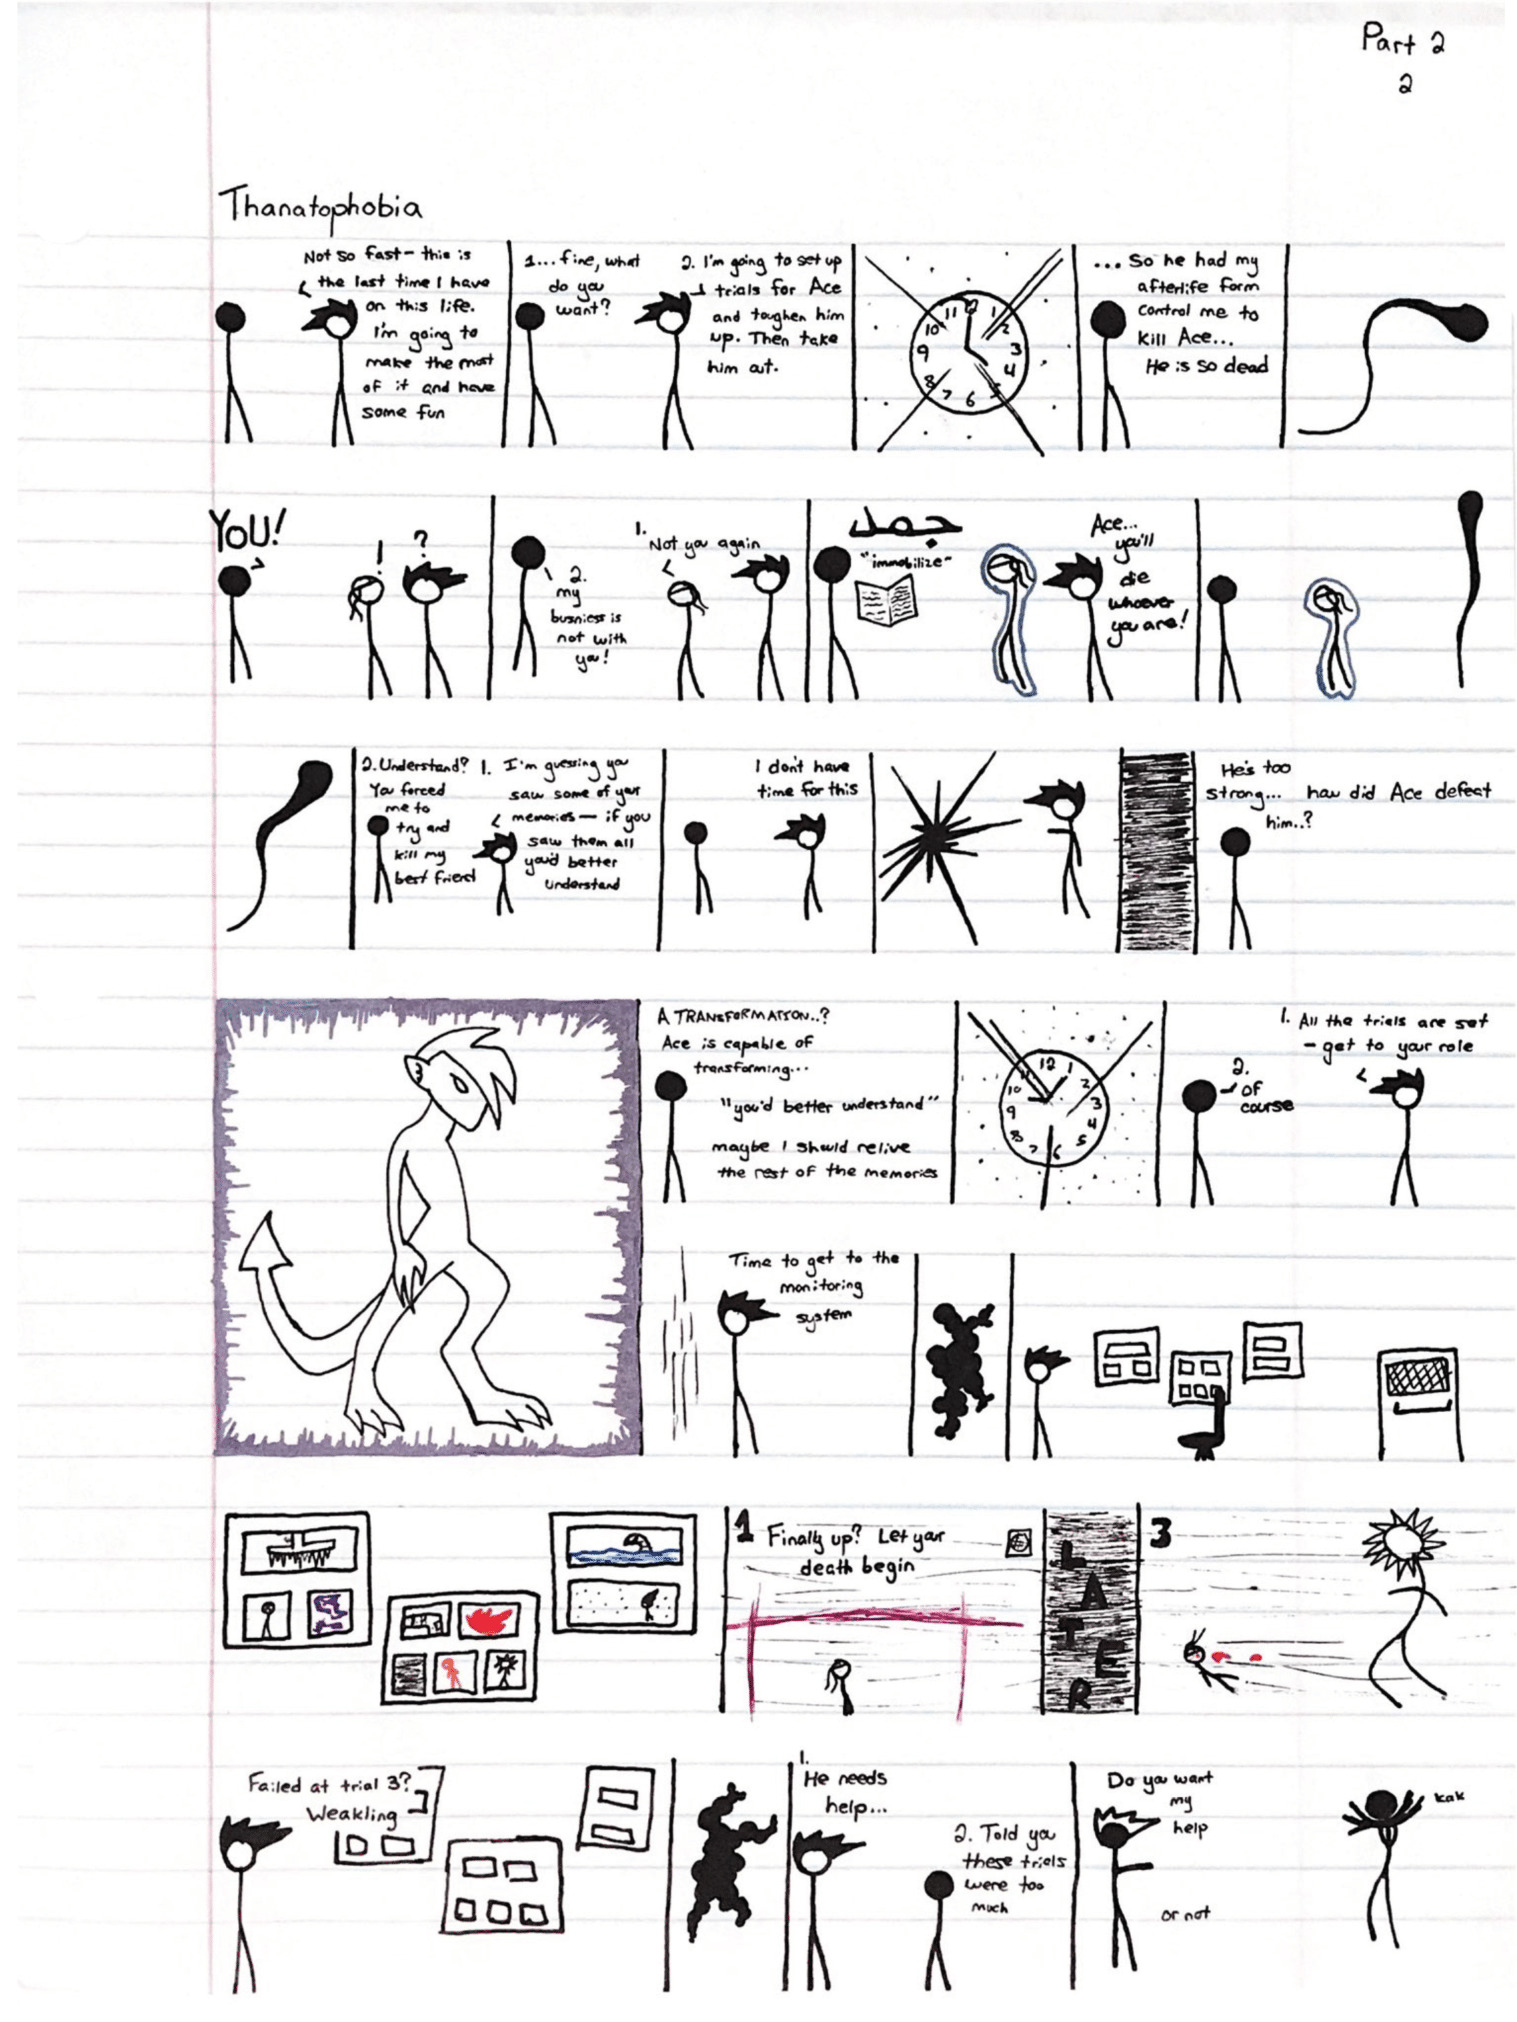 Part 2
2
Thanatophobia
Not so fast - this is
the last time I have
on this life.
I'm going to
make the most
of it and have
some fun
1... fine, what
do you
want?
2. I'm going to set up
trials for Ace
and toughen him
up. Then take
him out.
11 12 1
10 2
9 3
8 4
7 6 5
... So he had my
afterlife form
control me to
kill Ace...
He is so dead
YOU!
!
?
2.
my
busniess is
not with
you!
1.
Not you again
"immobilize"
Ace...
you'll
die
whoever
you are!
2. Understand?
You forced
me to
try and
kill my
best friend
1. I'm guessing you
saw some of your
memories — if you
saw them all
you'd better
understand
I don't have
time for this
He's too
strong... how did Ace defeat
him..?
A TRANSFORMATION..?
Ace is capable of
transforming...
"you'd better understand"
maybe I should relive
the rest of the memories
11 12 1
10 2
9 3
8 4
7 6 5
1. All the trials are set
- get to your role
2.
Of
course
Time to get to the
monitoring
system
1 Finally up? Let your
death begin
LATER
3
Failed at trial 3?
Weakling
1.
He needs
help...
2. Told you
these trials
were too
much
Do you want
my
help
or not
kak